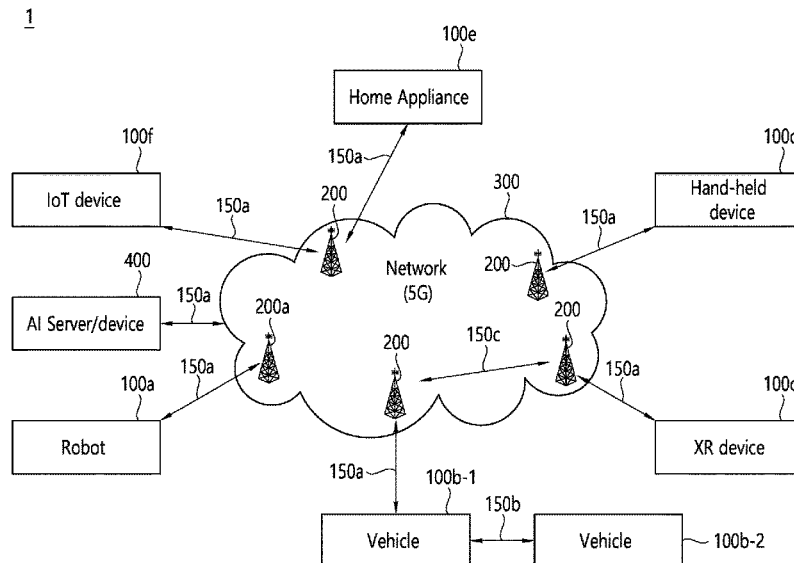 1
100e
Home Appliance
100f
150a
200
300
IoT device
Hand-held
device
150a
150a
400
Network
(5G)
200
AI Server/device
150a
200a
200
150c
200
100a
150a
150a
Robot
XR device
150a
100b-1
150b
Vehicle
Vehicle
100b-2